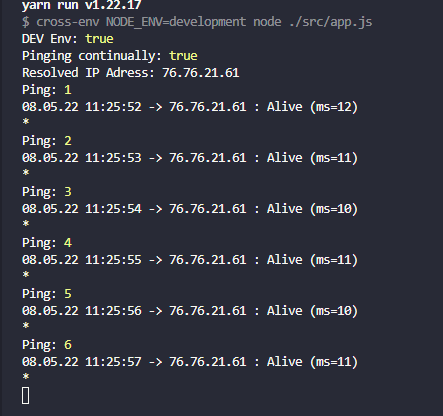 yarn run v1.22.17
$ cross-env NODE_ENV=development node ./src/app.js
DEV Env: true
Pinging continually: true
Resolved IP Adress: 76.76.21.61
Ping: 1
08.05.22 11:25:52 -> 76.76.21.61 : Alive (ms=12)
*
Ping: 2
08.05.22 11:25:53 -> 76.76.21.61 : Alive (ms=11)
*
Ping: 3
08.05.22 11:25:54 -> 76.76.21.61 : Alive (ms=10)
*
Ping: 4
08.05.22 11:25:55 -> 76.76.21.61 : Alive (ms=11)
*
Ping: 5
08.05.22 11:25:56 -> 76.76.21.61 : Alive (ms=10)
*
Ping: 6
08.05.22 11:25:57 -> 76.76.21.61 : Alive (ms=11)
*